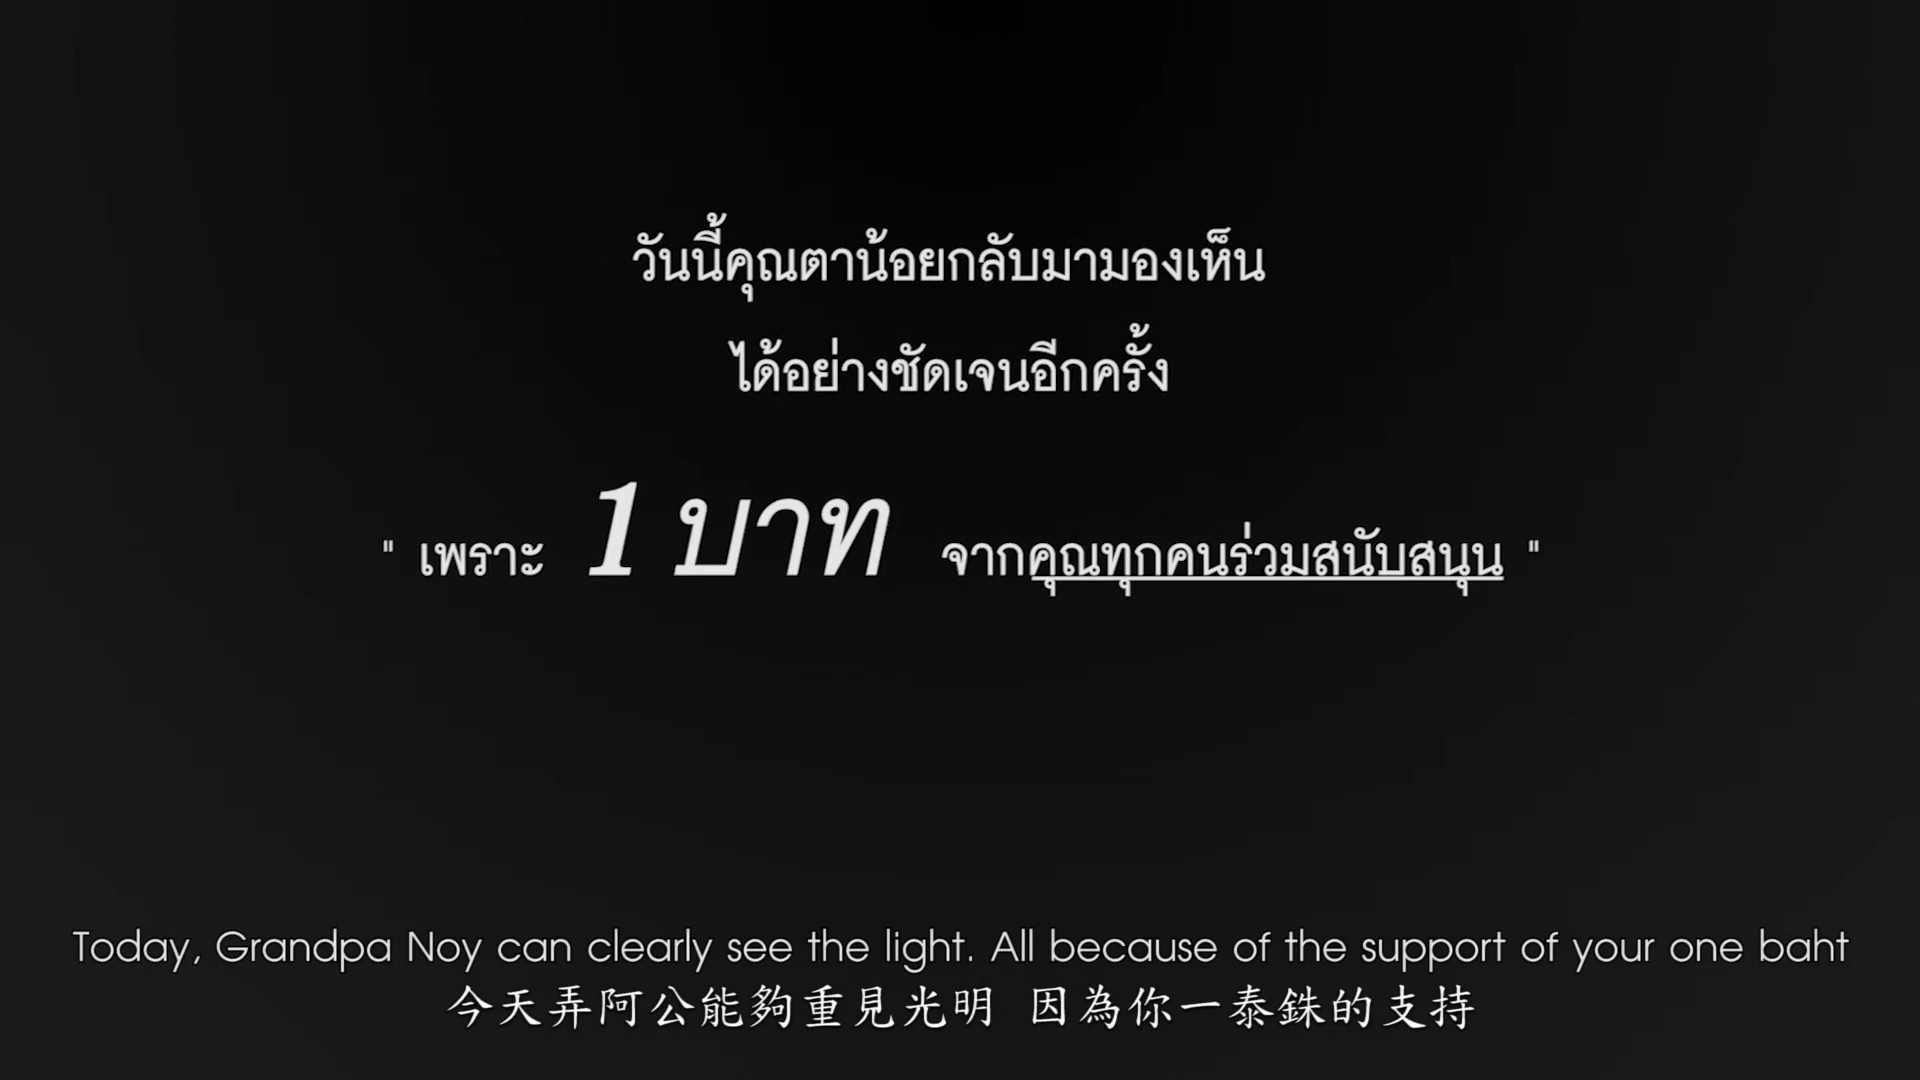 วันนี้คุณตาน้อยกลับมามองเห็น
ได้อย่างชัดเจนอีกครั้ง
" เพราะ 1 บาท จากคุณทุกคนร่วมสนับสนุน "
Today, Grandpa Noy can clearly see the light. All because of the support of your one baht
今天弄阿公能夠重見光明 因為你一泰銖的支持